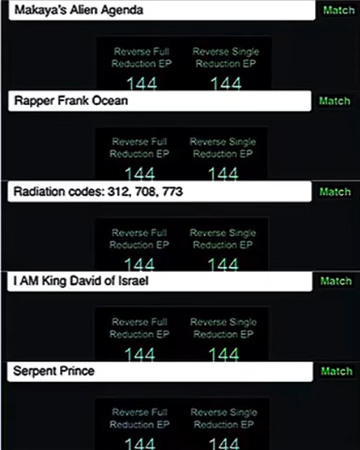 Makaya's Alien Agenda Match
Reverse Full Reverse Single
Reduction EP Reduction EP
144 144
Rapper Frank Ocean Match
Reverse Full Reverse Single
Reduction EP Reduction EP
144 144
Radiation codes: 312, 708, 773 Match
Reverse Full Reverse Single
Reduction EP Reduction EP
144 144
I AM King David of Israel Match
Reverse Full Reverse Single
Reduction EP Reduction EP
144 144
Serpent Prince Match
Reverse Full Reverse Single
Reduction EP Reduction EP
144 144